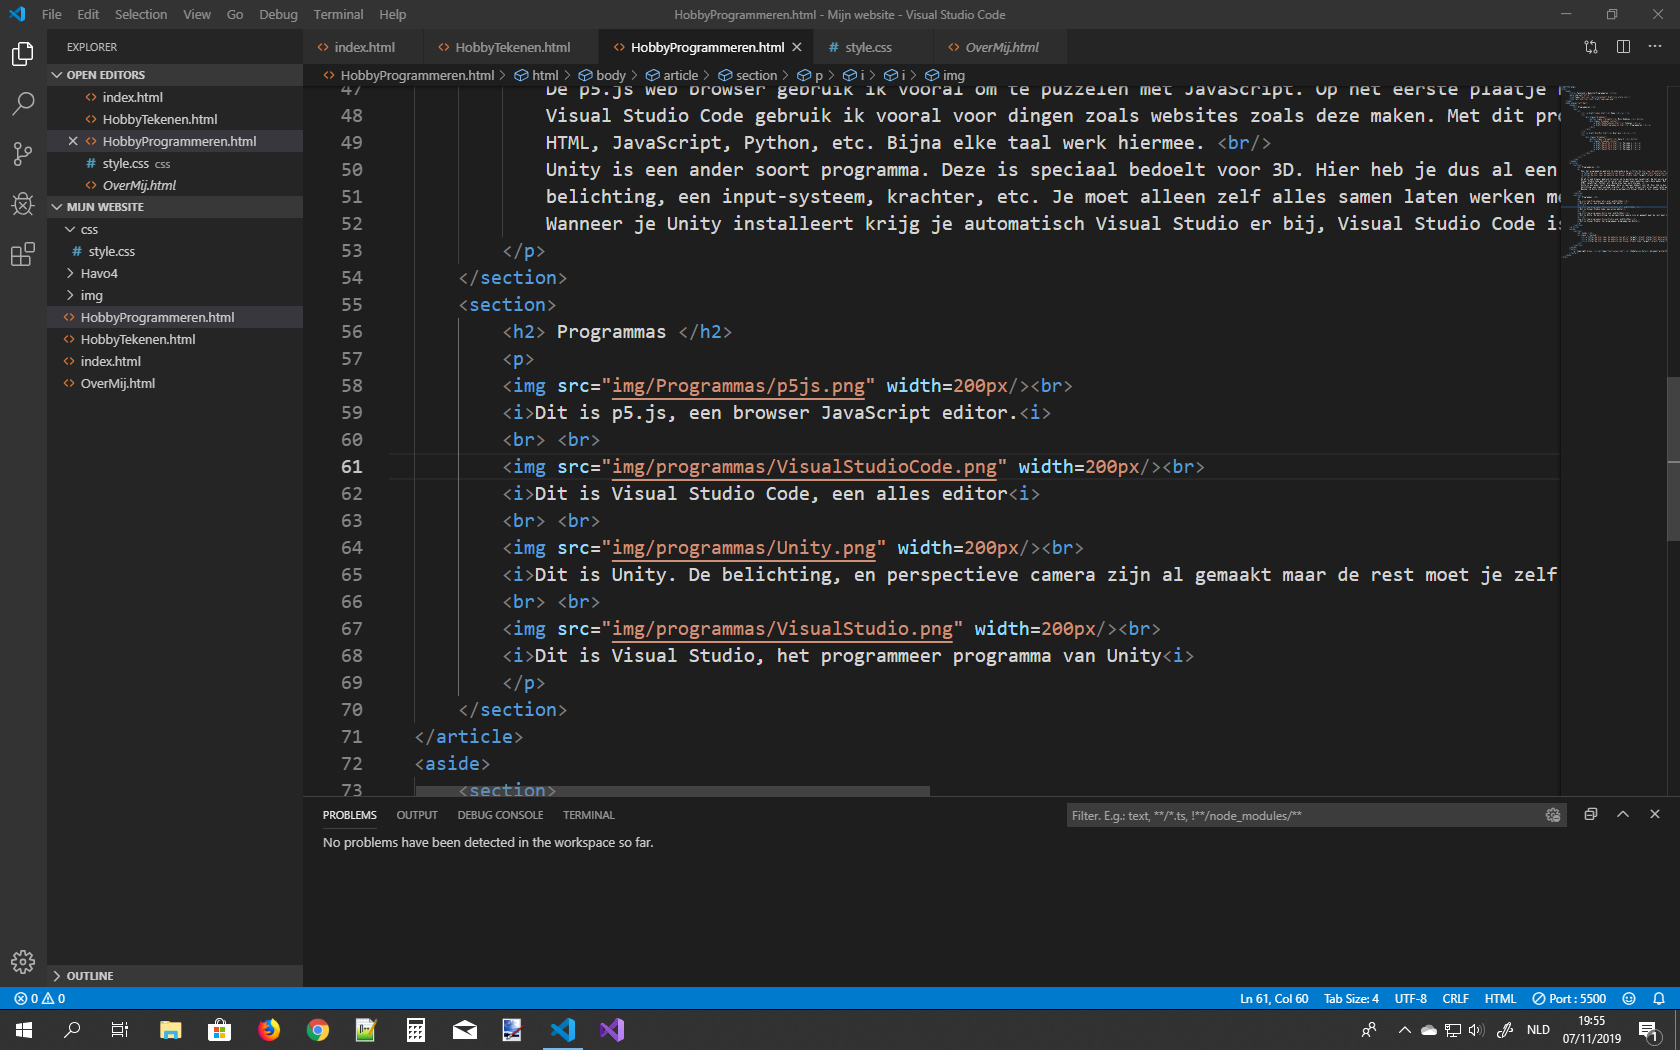 File Edit Selection View Go Debug Terminal Help
HobbyProgrammeren.html - Mijn website - Visual Studio Code
EXPLORER
OPEN EDITORS
index.html
HobbyTekenen.html
HobbyProgrammeren.html
style.css css
OverMij.html
MIJN WEBSITE
css
style.css
Havo4
img
HobbyProgrammeren.html
HobbyTekenen.html
index.html
OverMij.html
OUTLINE
index.html HobbyTekenen.html HobbyProgrammeren.html style.css OverMij.html
HobbyProgrammeren.html > html > body > article > section > p > i > i > img
47 De p5.js web browser gebruik ik vooral om te puzzelen met JavaScript. Op het eerste plaatje
48 Visual Studio Code gebruik ik vooral voor dingen zoals websites zoals deze maken. Met dit pro
49 HTML, JavaScript, Python, etc. Bijna elke taal werk hiermee. <br/>
50 Unity is een ander soort programma. Deze is speciaal bedoelt voor 3D. Hier heb je dus al een
51 belichting, een input-systeem, krachter, etc. Je moet alleen zelf alles samen laten werken me
52 Wanneer je Unity installeert krijg je automatisch Visual Studio er bij, Visual Studio Code is
53 </p>
54 </section>
55 <section>
56 <h2> Programmas </h2>
57 <p>
58 <img src="img/Programmas/p5js.png" width=200px/><br>
59 <i>Dit is p5.js, een browser JavaScript editor.<i>
60 <br> <br>
61 <img src="img/programmas/VisualStudioCode.png" width=200px/><br>
62 <i>Dit is Visual Studio Code, een alles editor<i>
63 <br> <br>
64 <img src="img/programmas/Unity.png" width=200px/><br>
65 <i>Dit is Unity. De belichting, en perspectieve camera zijn al gemaakt maar de rest moet je zelf
66 <br> <br>
67 <img src="img/programmas/VisualStudio.png" width=200px/><br>
68 <i>Dit is Visual Studio, het programmeer programma van Unity<i>
69 </p>
70 </section>
71 </article>
72 <aside>
73 <section>
PROBLEMS OUTPUT DEBUG CONSOLE TERMINAL
Filter. E.g.: text, **/*.ts, !**/node_modules/**
No problems have been detected in the workspace so far.
0 0
Ln 61, Col 60 Tab Size: 4 UTF-8 CRLF HTML Port : 5500
NLD
19:55
07/11/2019
1